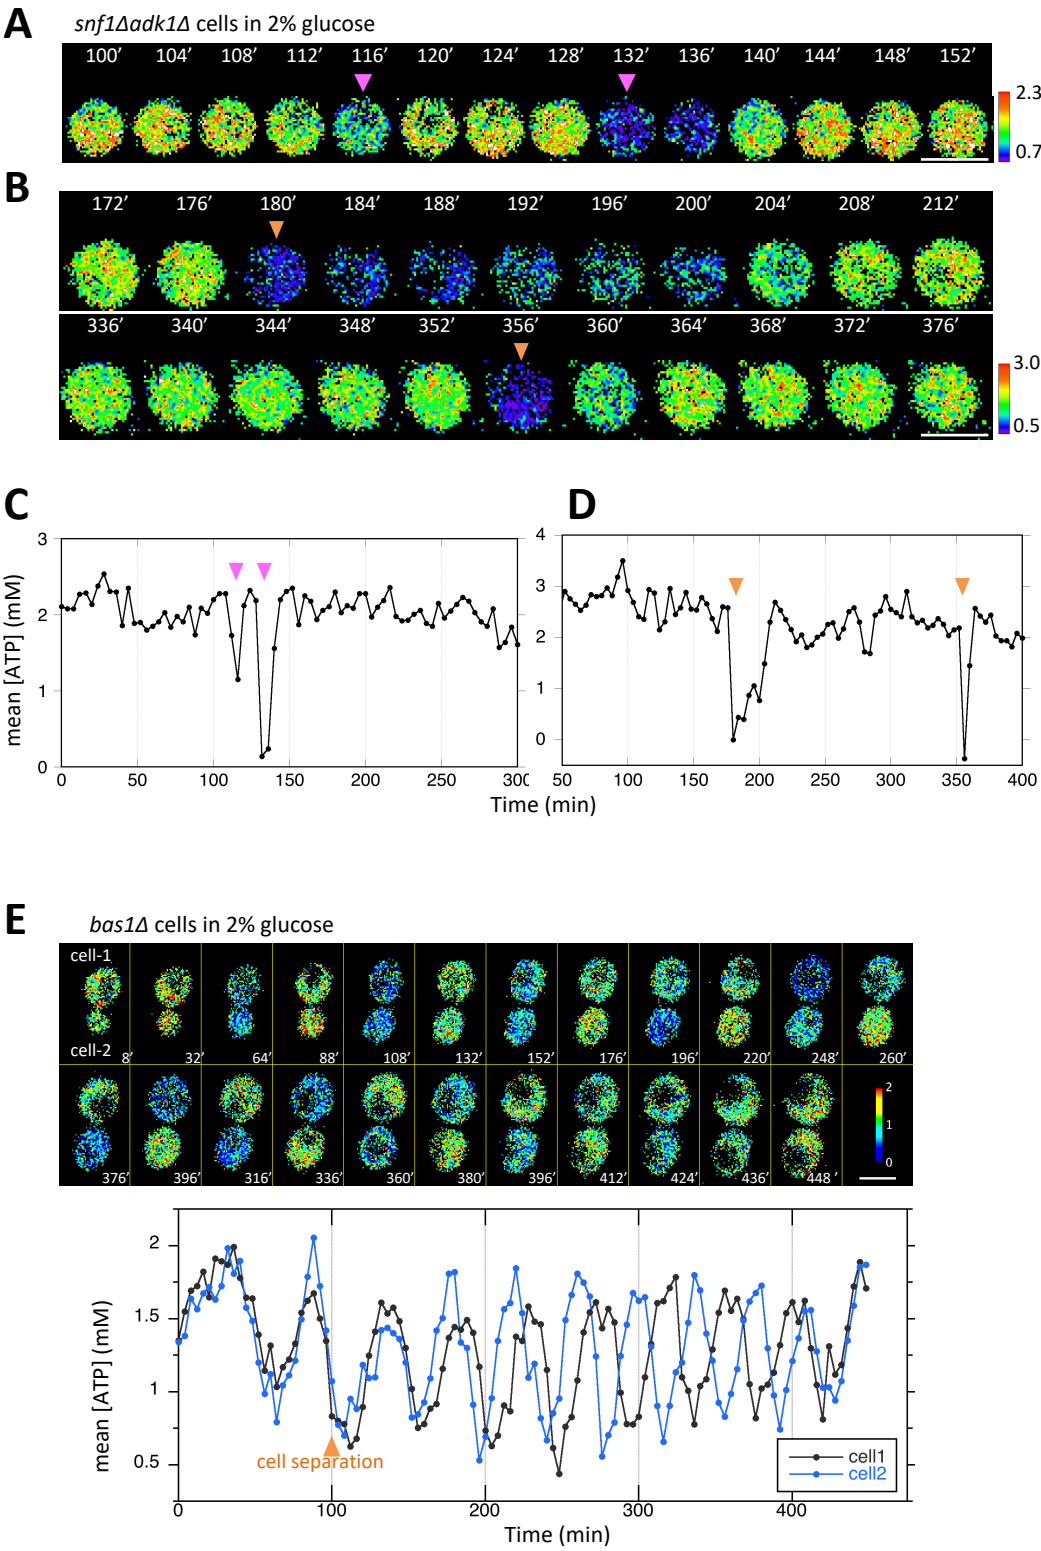 A
snf1Δadk1Δ cells in 2% glucose
100’ 104’ 108’ 112’ 116’ 120’ 124’ 128’ 132’ 136’ 140’ 144’ 148’ 152’
2.3
0.7
B
172’ 176’ 180’ 184’ 188’ 192’ 196’ 200’ 204’ 208’ 212’
336’ 340’ 344’ 348’ 352’ 356’ 360’ 364’ 368’ 372’ 376’
3.0
0.5
C
D
mean [ATP] (mM)
3
2
1
0
0 50 100 150 200 250 300
4
3
2
1
0
50 100 150 200 250 300 350 400
Time (min)
E
bas1Δ cells in 2% glucose
cell-1
cell-2
8’ 32’ 64’ 88’ 108’ 132’ 152’ 176’ 196’ 220’ 248’ 260’
2
1
0
376’ 396’ 316’ 336’ 360’ 380’ 396’ 412’ 424’ 436’ 448’
mean [ATP] (mM)
2
1.5
1
0.5
cell separation
cell1
cell2
0 100 200 300 400
Time (min)